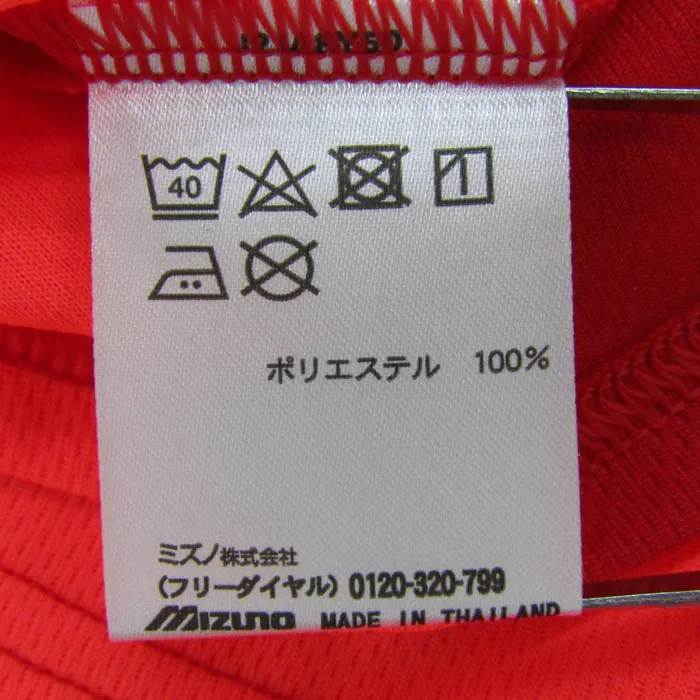 40
ポリエステル 100%
ミズノ株式会社
(フリーダイヤル) 0120-320-799
Mizuno MADE IN THAILAND